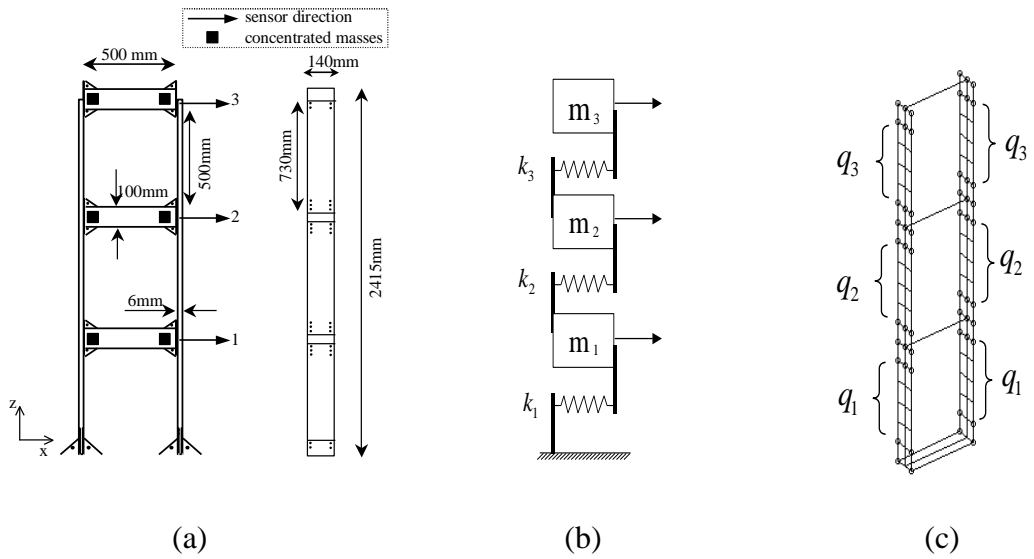 sensor direction
concentrated masses
500 mm
140mm
3
500mm
730mm
100mm
2
2415mm
6mm
1
z
x
m3
k3
m2
k2
m1
k1
q3
q3
q2
q2
q1
q1
(a)
(b)
(c)